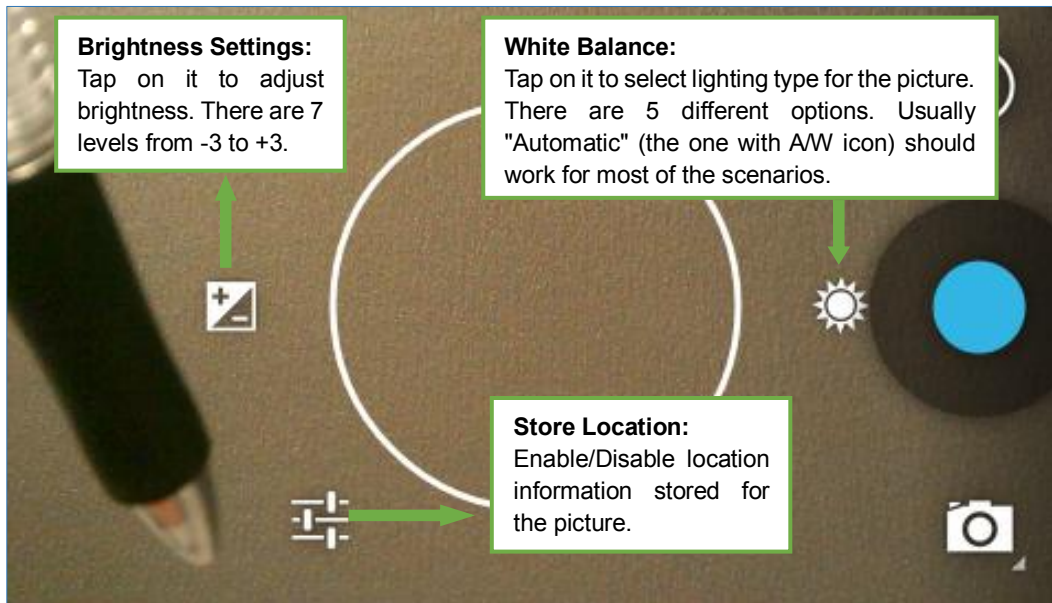 Brightness Settings:
Tap on it to adjust
brightness. There are 7
levels from -3 to +3.
White Balance:
Tap on it to select lighting type for the picture.
There are 5 different options. Usually
"Automatic" (the one with A/W icon) should
work for most of the scenarios.
Store Location:
Enable/Disable location
information stored for
the picture.